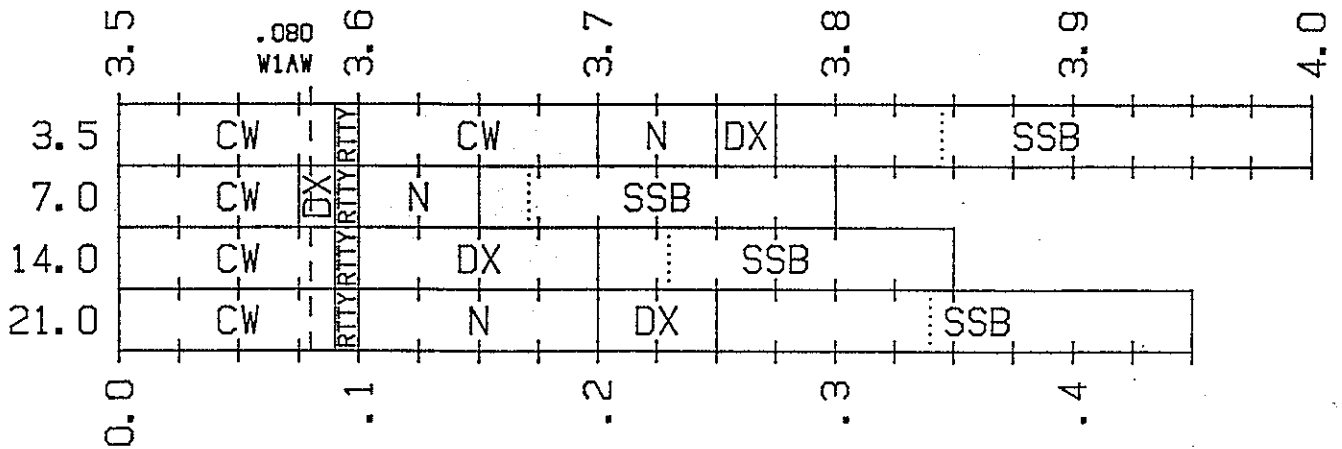 3.5 3.6 3.7 3.8 3.9 4.0
.080
W1AW
3.5 CW RTTY CW N DX SSB
7.0 CW DX RTTY N SSB
14.0 CW RTTY DX SSB
21.0 CW RTTY N DX SSB
0.0 .1 .2 .3 .4